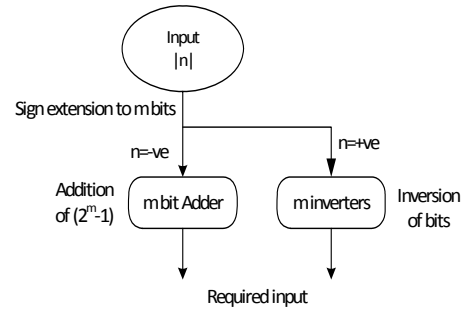 Input
|n|
Sign extension to m bits
n=-ve
n=+ve
Addition
of (2^m-1)
m bit Adder
m inverters
Inversion
of bits
Required input